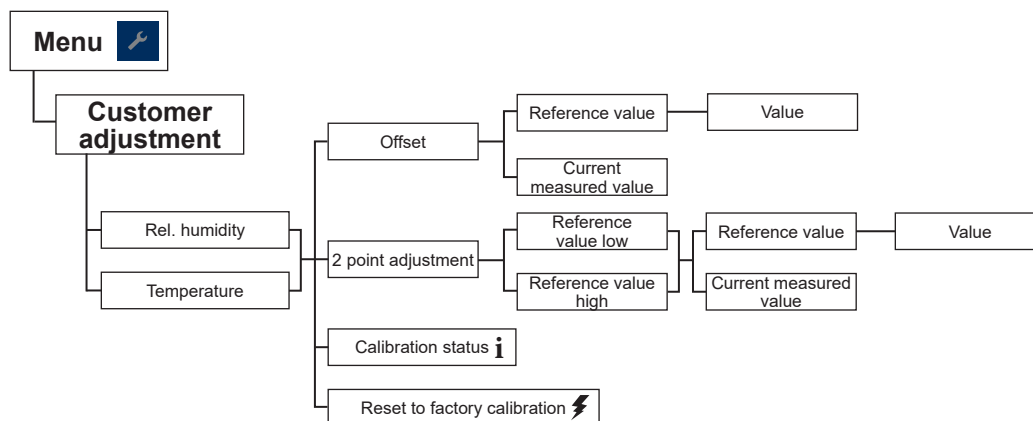 Menu
Customer
adjustment
Rel. humidity
Temperature
Offset
Reference value
Value
Current
measured value
2 point adjustment
Reference
value low
Reference value
high
Reference value
Value
Current measured
value
Calibration status i
Reset to factory calibration